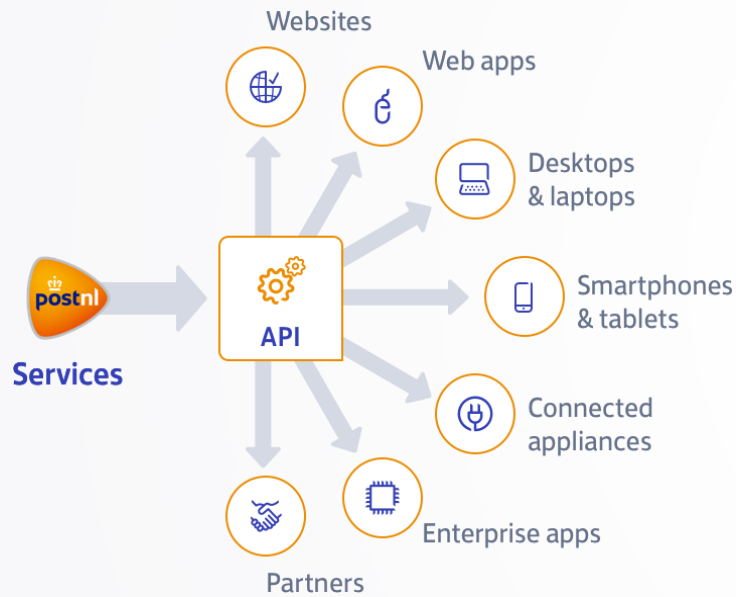 Websites
Web apps
Desktops
& laptops
postnl
Services
API
Smartphones
& tablets
Connected
appliances
Enterprise apps
Partners